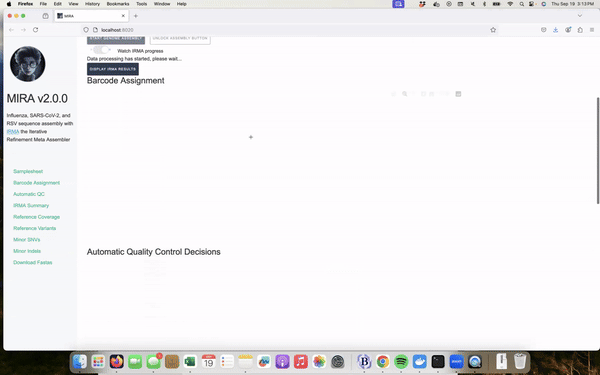 Firefox File Edit View History Bookmarks Tools Window Help
Thu Sep 19 3:13 PM
MIRA
localhost:8020
START GENOME ASSEMBLY
UNLOCK ASSEMBLY BUTTON
Watch IRMA progress
Data processing has started, please wait...
DISPLAY IRMA RESULTS
Barcode Assignment
MIRA v2.0.0
Influenza, SARS-CoV-2, and
RSV sequence assembly with
IRMA the Iterative
Refinement Meta Assembler
Samplesheet
Barcode Assignment
Automatic QC
IRMA Summary
Reference Coverage
Reference Variants
Minor SNVs
Minor Indels
Download Fastas
Automatic Quality Control Decisions
19